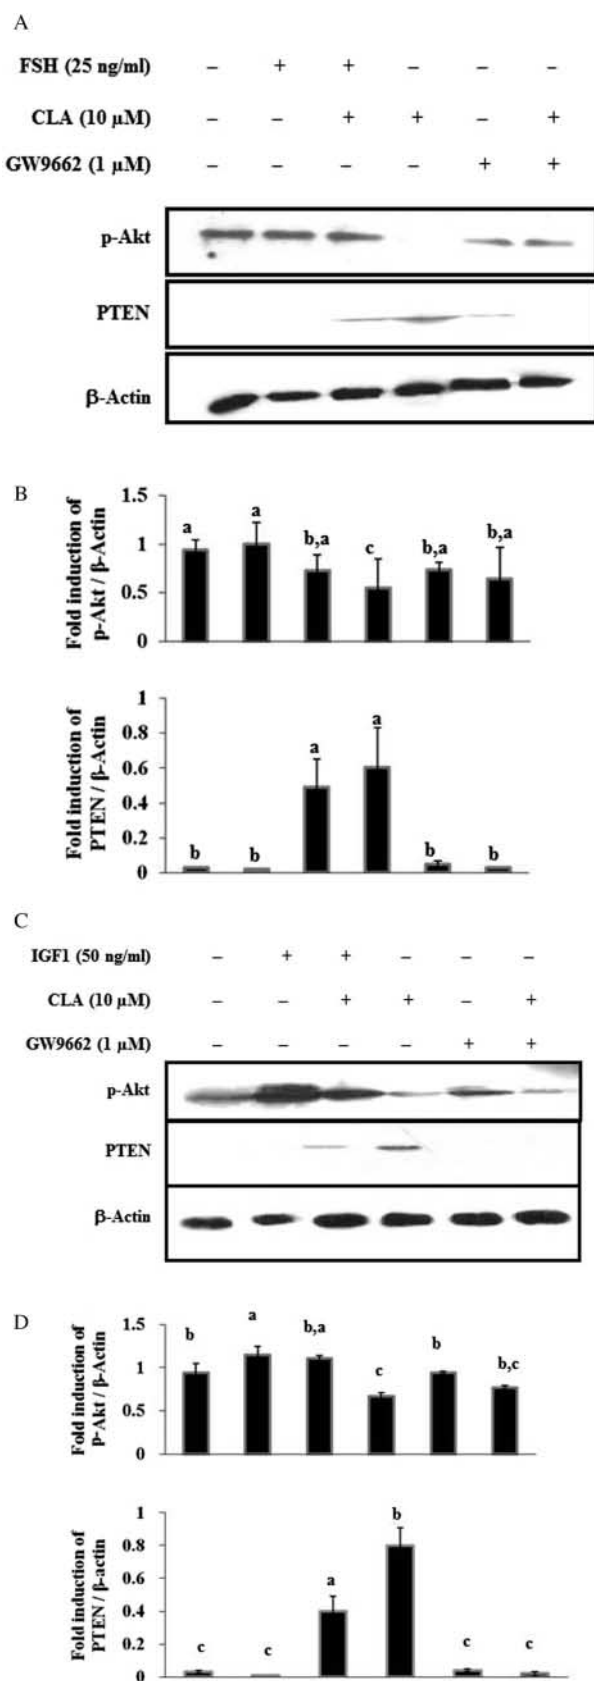 A
FSH (25 ng/ml) – + + – – –
CLA (10 µM) – – + + – +
GW9662 (1 µM) – – – – + +
p-Akt
PTEN
β-Actin
B
Fold induction of
p-Akt / β-Actin
1.5
1
0.5
0
a a b,a c b,a b,a
Fold induction of
PTEN / β-Actin
1
0.8
0.6
0.4
0.2
0
b b a a b b
C
IGF1 (50 ng/ml) – + + – – –
CLA (10 µM) – – + + – +
GW9662 (1 µM) – – – – + +
p-Akt
PTEN
β-Actin
D
Fold induction of
p-Akt / β-Actin
1.5
1
0.5
0
b a b,a c b b,c
Fold induction of
PTEN / β-actin
1
0.8
0.6
0.4
0.2
0
c c a b c c